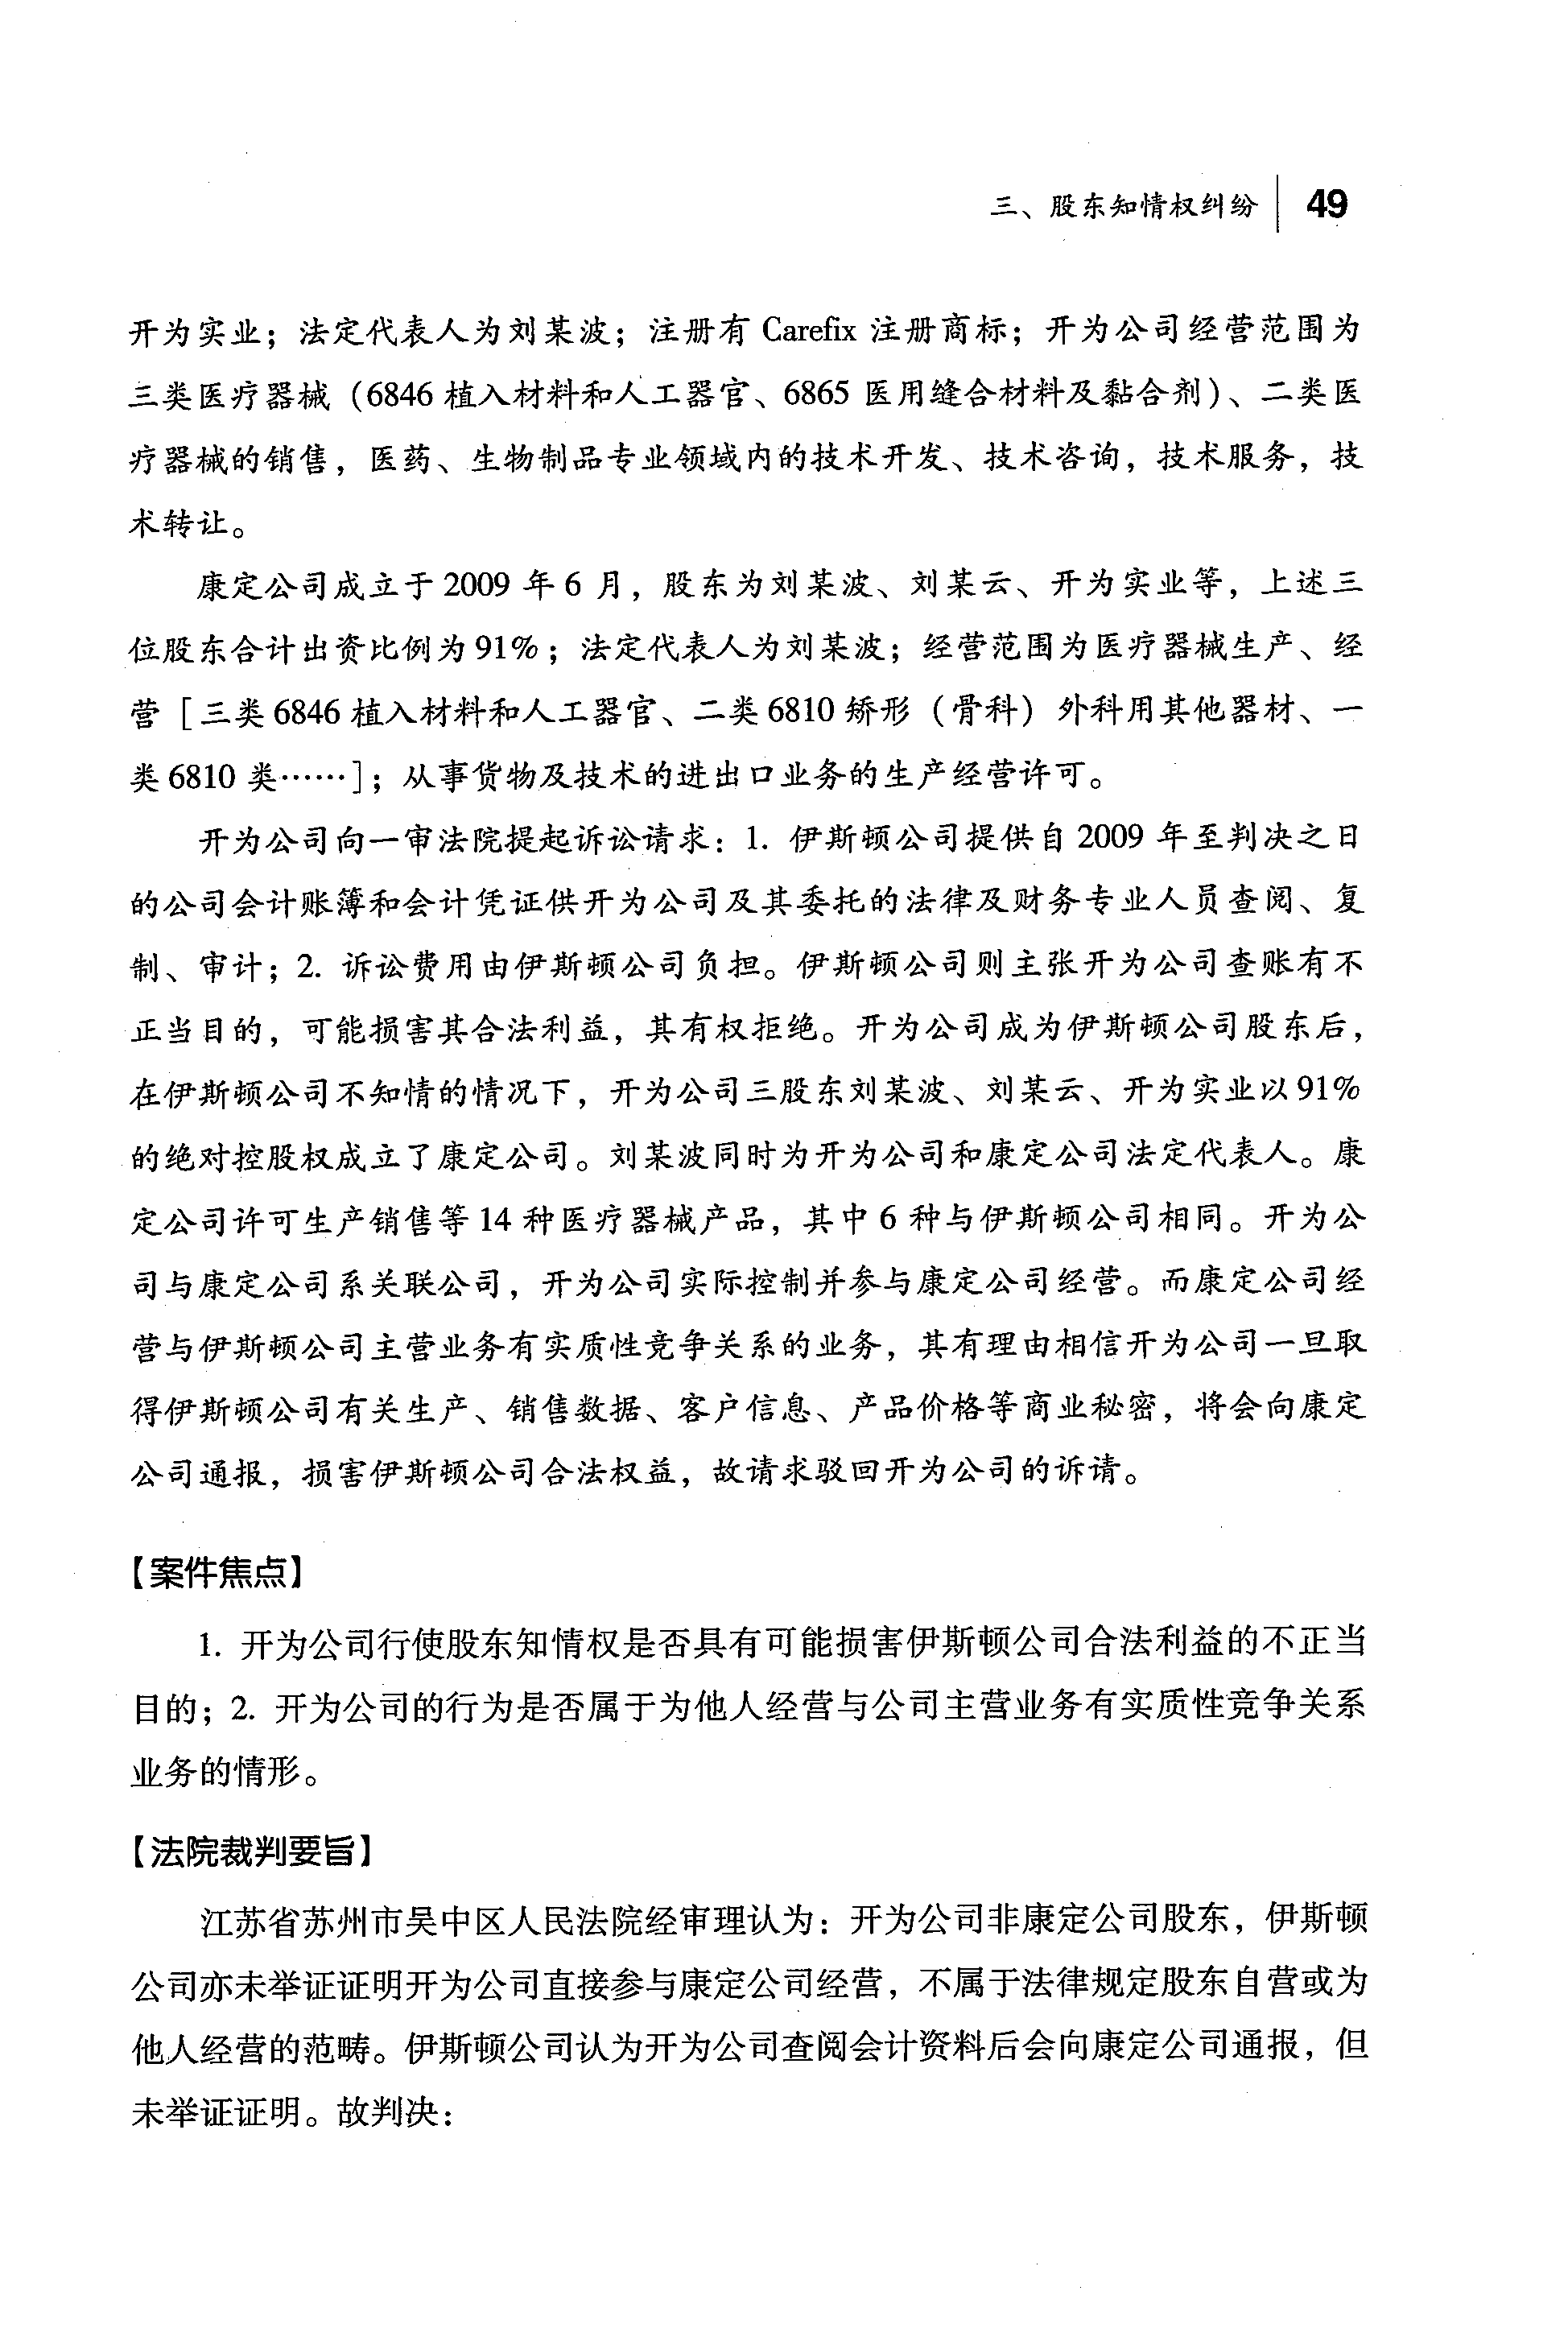 三、股东知情权纠纷 49
开为实业；法定代表人为刘某波；注册有 Carefix 注册商标；开为公司经营范围为
三类医疗器械（6846 植入材料和人工器官、6865 医用缝合材料及黏合剂）、二类医
疗器械的销售，医药、生物制品专业领域内的技术开发、技术咨询，技术服务，技
术转让。
康定公司成立于 2009 年 6 月，股东为刘某波、刘某云、开为实业等，上述三
位股东合计出资比例为 91%；法定代表人为刘某波；经营范围为医疗器械生产、经
营［三类 6846 植入材料和人工器官、二类 6810 矫形（骨科）外科用其他器材、一
类 6810 类……］；从事货物及技术的进出口业务的生产经营许可。
开为公司向一审法院提起诉讼请求：1. 伊斯顿公司提供自 2009 年至判决之日
的公司会计账簿和会计凭证供开为公司及其委托的法律及财务专业人员查阅、复
制、审计；2. 诉讼费用由伊斯顿公司负担。伊斯顿公司则主张开为公司查账有不
正当目的，可能损害其合法利益，其有权拒绝。开为公司成为伊斯顿公司股东后，
在伊斯顿公司不知情的情况下，开为公司三股东刘某波、刘某云、开为实业以 91%
的绝对控股权成立了康定公司。刘某波同时为开为公司和康定公司法定代表人。康
定公司许可生产销售等 14 种医疗器械产品，其中 6 种与伊斯顿公司相同。开为公
司与康定公司系关联公司，开为公司实际控制并参与康定公司经营。而康定公司经
营与伊斯顿公司主营业务有实质性竞争关系的业务，其有理由相信开为公司一旦取
得伊斯顿公司有关生产、销售数据、客户信息、产品价格等商业秘密，将会向康定
公司通报，损害伊斯顿公司合法权益，故请求驳回开为公司的诉请。
【案件焦点】
1. 开为公司行使股东知情权是否具有可能损害伊斯顿公司合法利益的不正当
目的；2. 开为公司的行为是否属于为他人经营与公司主营业务有实质性竞争关系
业务的情形。
【法院裁判要旨】
江苏省苏州市吴中区人民法院经审理认为：开为公司非康定公司股东，伊斯顿
公司亦未举证证明开为公司直接参与康定公司经营，不属于法律规定股东自营或为
他人经营的范畴。伊斯顿公司认为开为公司查阅会计资料后会向康定公司通报，但
未举证证明。故判决：